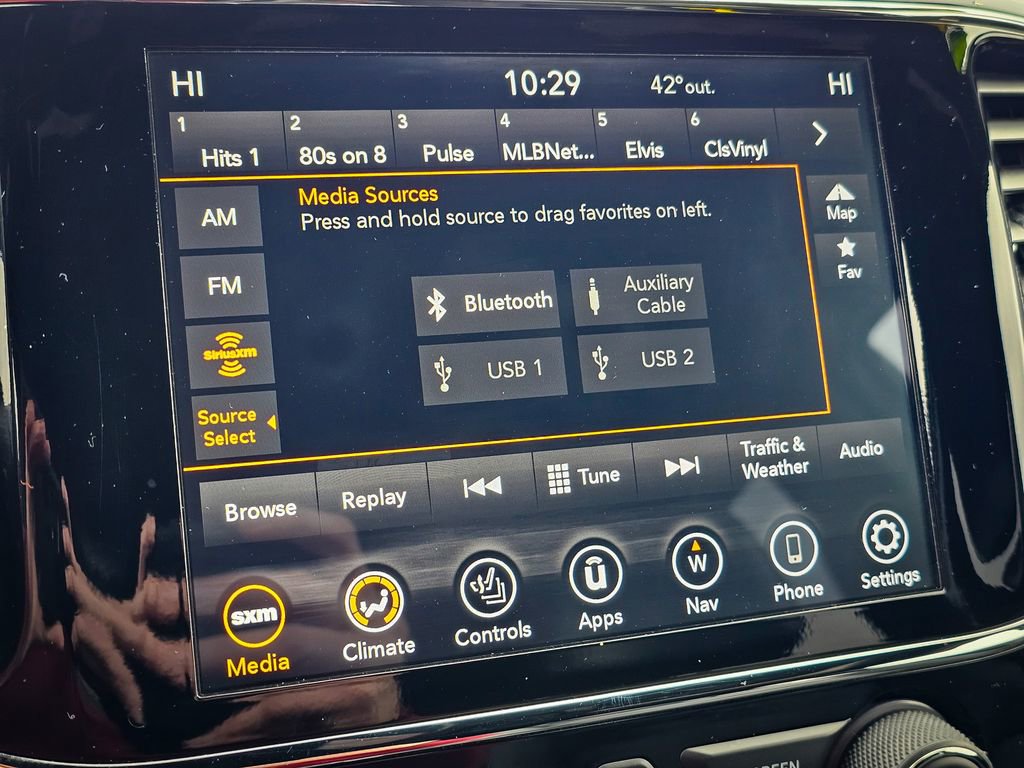 HI 10:29 42° out. HI
1 2 3 4 5 6
Hits 1 80s on 8 Pulse MLBNet... Elvis ClsVinyl
AM
Media Sources
Press and hold source to drag favorites on left.
Map
FM
Bluetooth
Auxiliary
Cable
Fav
SiriusXM
USB 1 USB 2
Source
Select
Browse Replay Tune
Traffic &
Weather
Audio
sxm
Media
Climate
Controls
u
Apps
W
Nav
Phone
Settings